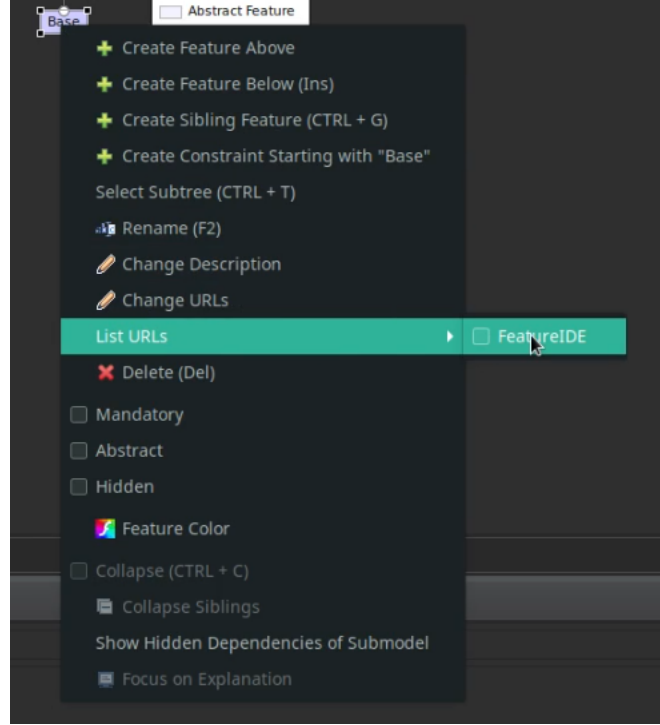 Abstract Feature
Base
Create Feature Above
Create Feature Below (Ins)
Create Sibling Feature (CTRL + G)
Create Constraint Starting with "Base"
Select Subtree (CTRL + T)
Rename (F2)
Change Description
Change URLs
List URLs
FeatureIDE
Delete (Del)
Mandatory
Abstract
Hidden
Feature Color
Collapse (CTRL + C)
Collapse Siblings
Show Hidden Dependencies of Submodel
Focus on Explanation